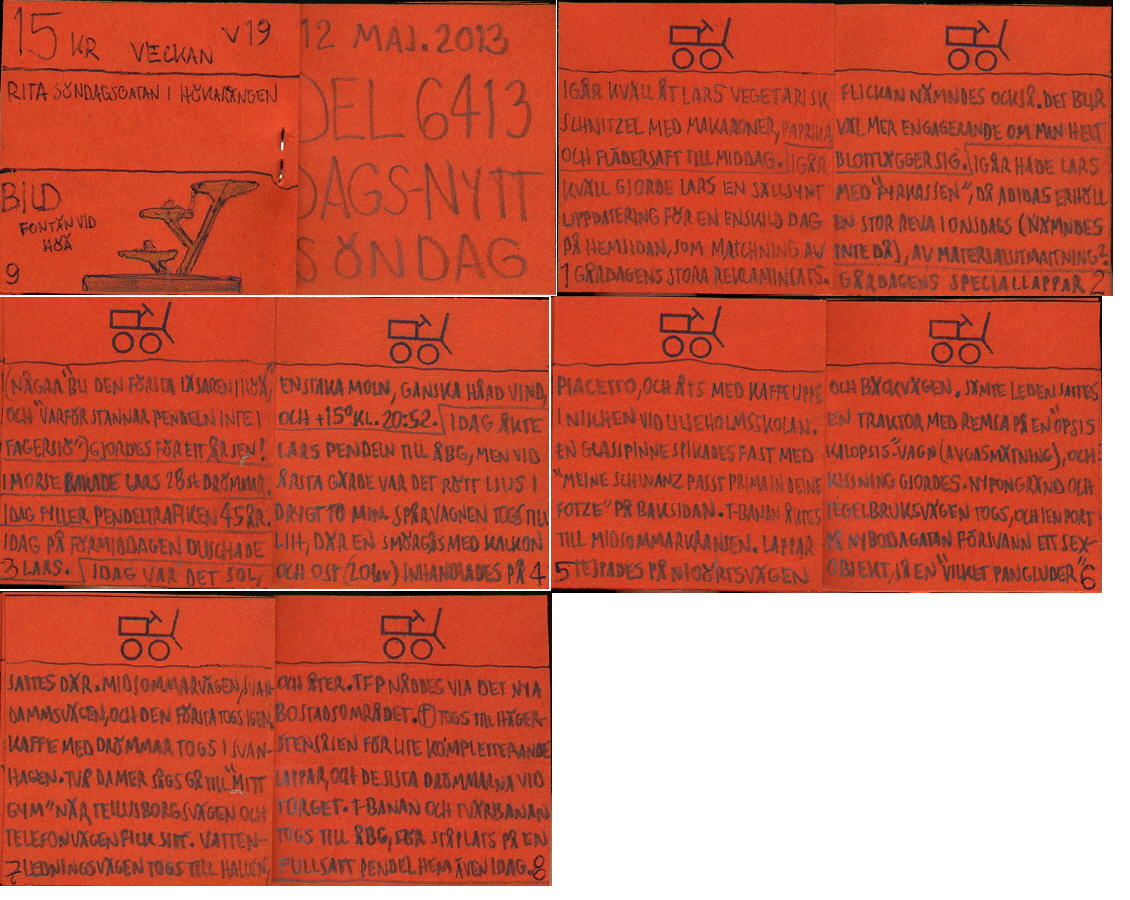 15 KR VECKAN V19
RITA SÖNDAGSGATAN I HÖKARÄNGEN
BILD
FONTÄN VID
HÖÄ
9
12 MAJ. 2013
DEL 6413
DAGS-NYTT
SÖNDAG
IGÅR KVÄLL ÅT LARS VEGETARISK
SCHNITZEL MED MAKARONER, PAPRIKA
OCH FLÄDERSAFT TILL MIDDAG. IGÅR
KVÄLL GJORDE LARS EN SÄLLSYNT
UPPDATERING FÖR EN ENSKILD DAG
PÅ HEMSIDAN, SOM MATCHNING AV
1 GÅRDAGENS STORA REKLAMINSATS.
FLICKAN NÄMNDES OCKSÅ. DET BLIR
VÄL MER ENGAGERANDE OM MAN HELT
BLOTTLÄGGER SIG. IGÅR HADE LARS
MED "PIRKASSEN", DÅ ADIDAS ERHÖLL
EN STOR REVA I ONSDAGS (NÄMNDES
INTE DÅ), AV MATERIALUTMATTNING?
GÅRDAGENS SPECIALLAPPAR 2
(NÅGRA "BLI DEN FÖRSTA LÄSAREN I HÖÄ",
OCH "VARFÖR STANNAR PENDELN INTE I
FAGERSJÖ") GJORDES FÖR ETT ÅR SEN!
I MORSE BAKADE LARS 28 ST DRÖMMAR.
IDAG FYLLER PENDELTRAFIKEN 45 ÅR.
IDAG PÅ FÖRMIDDAGEN DUSCHADE
3 LARS. IDAG VAR DET SOL,
ENSTAKA MOLN, GANSKA HÅRD VIND,
OCH +15° KL. 20:52. IDAG ÅKTE
LARS PENDELN TILL ÅBG, MEN VID
ÅRSTA GÄRDE VAR DET RÖTT LJUS I
DRYGT 10 MIN. SPÅRVAGNEN TOGS TILL
LIH, DÄR EN SMÖRGÅS MED KALKON
OCH OST (20 kr) INHANDLADES PÅ 4
PIACETTO, OCH ÅTS MED KAFFE UPPE
I NISCHEN VID LILJEHOLMSSKOLAN.
EN GLASSPINNE SPIKADES FAST MED
"MEINE SCHWANZ PASST PRIMA IN DEINE
FOTZE" PÅ BAKSIDAN. T-BANAN ÅKTES
TILL MIDSOMMARKRANSEN. LAPPAR
5 TEJPADES PÅ NIOÖRTSVÄGEN
OCH BÄCKVÄGEN. JÄMTE LEDEN SATTES
EN TRAKTOR MED REMSA PÅ EN "OPSIS
KALOPSIS"-VAGN (AVGASMÄTNING), OCH
KISSNING GJORDES. NYPONGRÄND OCH
TEGELBRUKSVÄGEN TOGS, OCH I EN PORT
PÅ NYBODAGATAN FÖRSVANN ETT SEX-
OBJEKT, SÅ EN "VILKET PANGLUDER" 6
SATTES DÄR. MIDSOMMARVÄGEN, SVAN-
DAMMSVÄGEN, OCH DEN FÖRSTA TOGS IGEN.
KAFFE MED DRÖMMAR TOGS I SVAN-
HAGEN. TVÅ DAMER SÅGS GÅ TILL "MITT
GYM" NÄR TELLUSBORGSVÄGEN OCH
TELEFONVÄGEN FICK SITT. VATTEN-
7 LEDNINGSVÄGEN TOGS TILL HALLEN,
OCH ÅTER. TFP NÅDDES VIA DET NYA
BOSTADSOMRÅDET. TOGS TILL HÄGER-
STENSÅSEN FÖR LITE KOMPLETTERANDE
LAPPAR, OCH DE SISTA DRÖMMARNA VID
TORGET. T-BANAN OCH TVÄRBANAN
TOGS TILL ÅBG, FÖR STÅPLATS PÅ EN
FULLSATT PENDEL HEM ÄVEN IDAG. 8